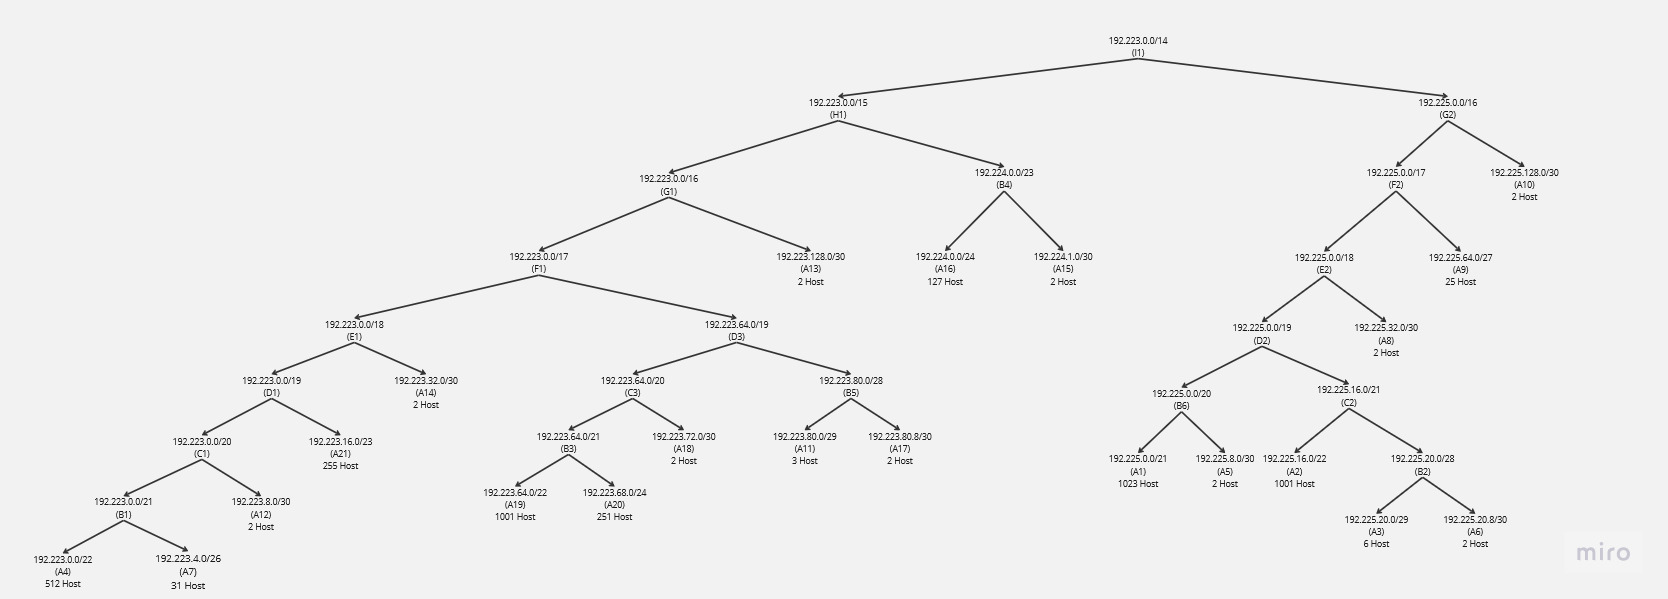 192.223.0.0/14
(I1)
192.223.0.0/15
(H1)
192.225.0.0/16
(G2)
192.223.0.0/16
(G1)
192.224.0.0/23
(B4)
192.225.0.0/17
(F2)
192.225.128.0/30
(A10)
2 Host
192.223.0.0/17
(F1)
192.223.128.0/30
(A13)
2 Host
192.224.0.0/24
(A16)
127 Host
192.224.1.0/30
(A15)
2 Host
192.225.0.0/18
(E2)
192.225.64.0/27
(A9)
25 Host
192.223.0.0/18
(E1)
192.223.64.0/19
(D3)
192.225.0.0/19
(D2)
192.225.32.0/30
(A8)
2 Host
192.223.0.0/19
(D1)
192.223.32.0/30
(A14)
2 Host
192.223.64.0/20
(C3)
192.223.80.0/28
(B5)
192.225.0.0/20
(B6)
192.225.16.0/21
(C2)
192.223.0.0/20
(C1)
192.223.16.0/23
(A21)
255 Host
192.223.64.0/21
(B3)
192.223.72.0/30
(A18)
2 Host
192.223.80.0/29
(A11)
3 Host
192.223.80.8/30
(A17)
2 Host
192.225.0.0/21
(A1)
1023 Host
192.225.8.0/30
(A5)
2 Host
192.225.16.0/22
(A2)
1001 Host
192.225.20.0/28
(B2)
192.223.0.0/21
(B1)
192.223.8.0/30
(A12)
2 Host
192.223.64.0/22
(A19)
1001 Host
192.223.68.0/24
(A20)
251 Host
192.225.20.0/29
(A3)
6 Host
192.225.20.8/30
(A6)
2 Host
192.223.0.0/22
(A4)
512 Host
192.223.4.0/26
(A7)
31 Host
miro